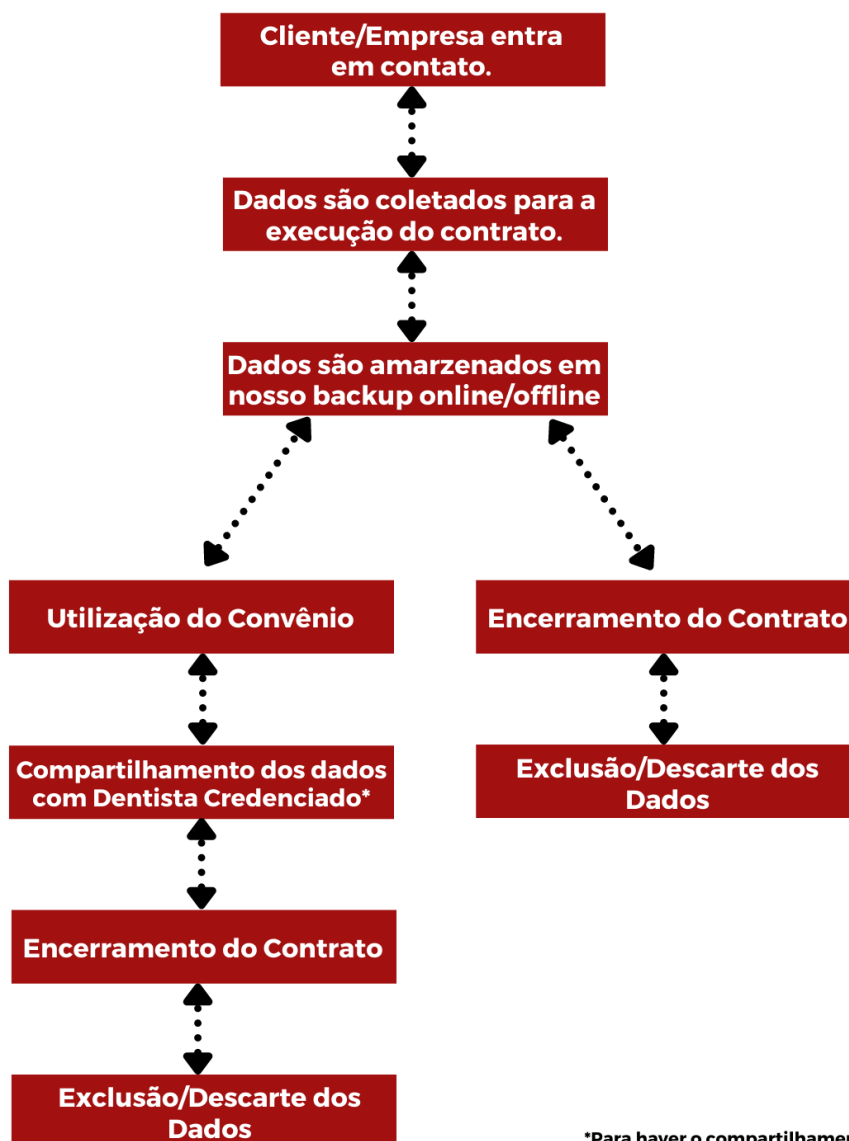 Cliente/Empresa entra
em contato.
Dados são coletados para a
execução do contrato.
Dados são amarzenados em
nosso backup online/offline
Utilização do Convênio
Encerramento do Contrato
Compartilhamento dos dados
com Dentista Credenciado*
Exclusão/Descarte dos
Dados
Encerramento do Contrato
Exclusão/Descarte dos
Dados
*Para haver o